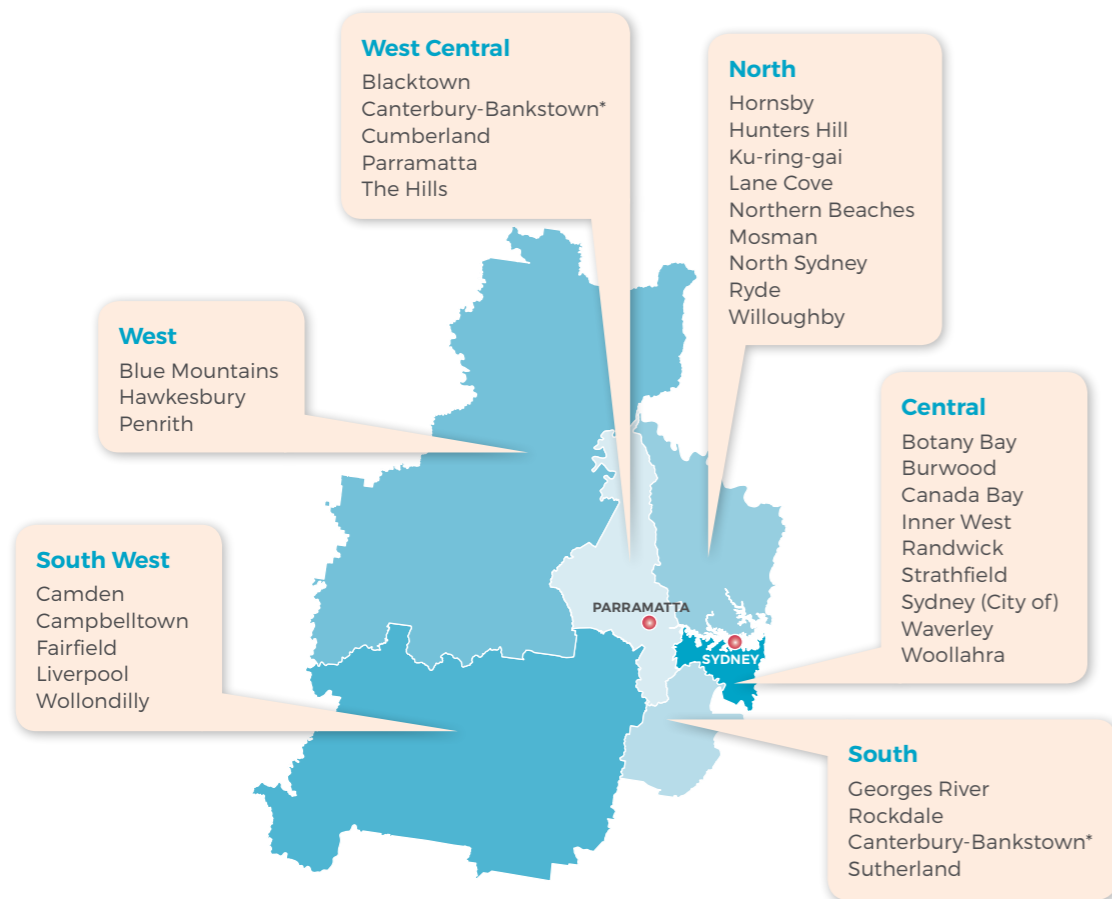 West Central
Blacktown
Canterbury-Bankstown*
Cumberland
Parramatta
The Hills
North
Hornsby
Hunters Hill
Ku-ring-gai
Lane Cove
Northern Beaches
Mosman
North Sydney
Ryde
Willoughby
West
Blue Mountains
Hawkesbury
Penrith
Central
Botany Bay
Burwood
Canada Bay
Inner West
Randwick
Strathfield
Sydney (City of)
Waverley
Woollahra
South West
Camden
Campbelltown
Fairfield
Liverpool
Wollondilly
PARRAMATTA
SYDNEY
South
Georges River
Rockdale
Canterbury-Bankstown*
Sutherland